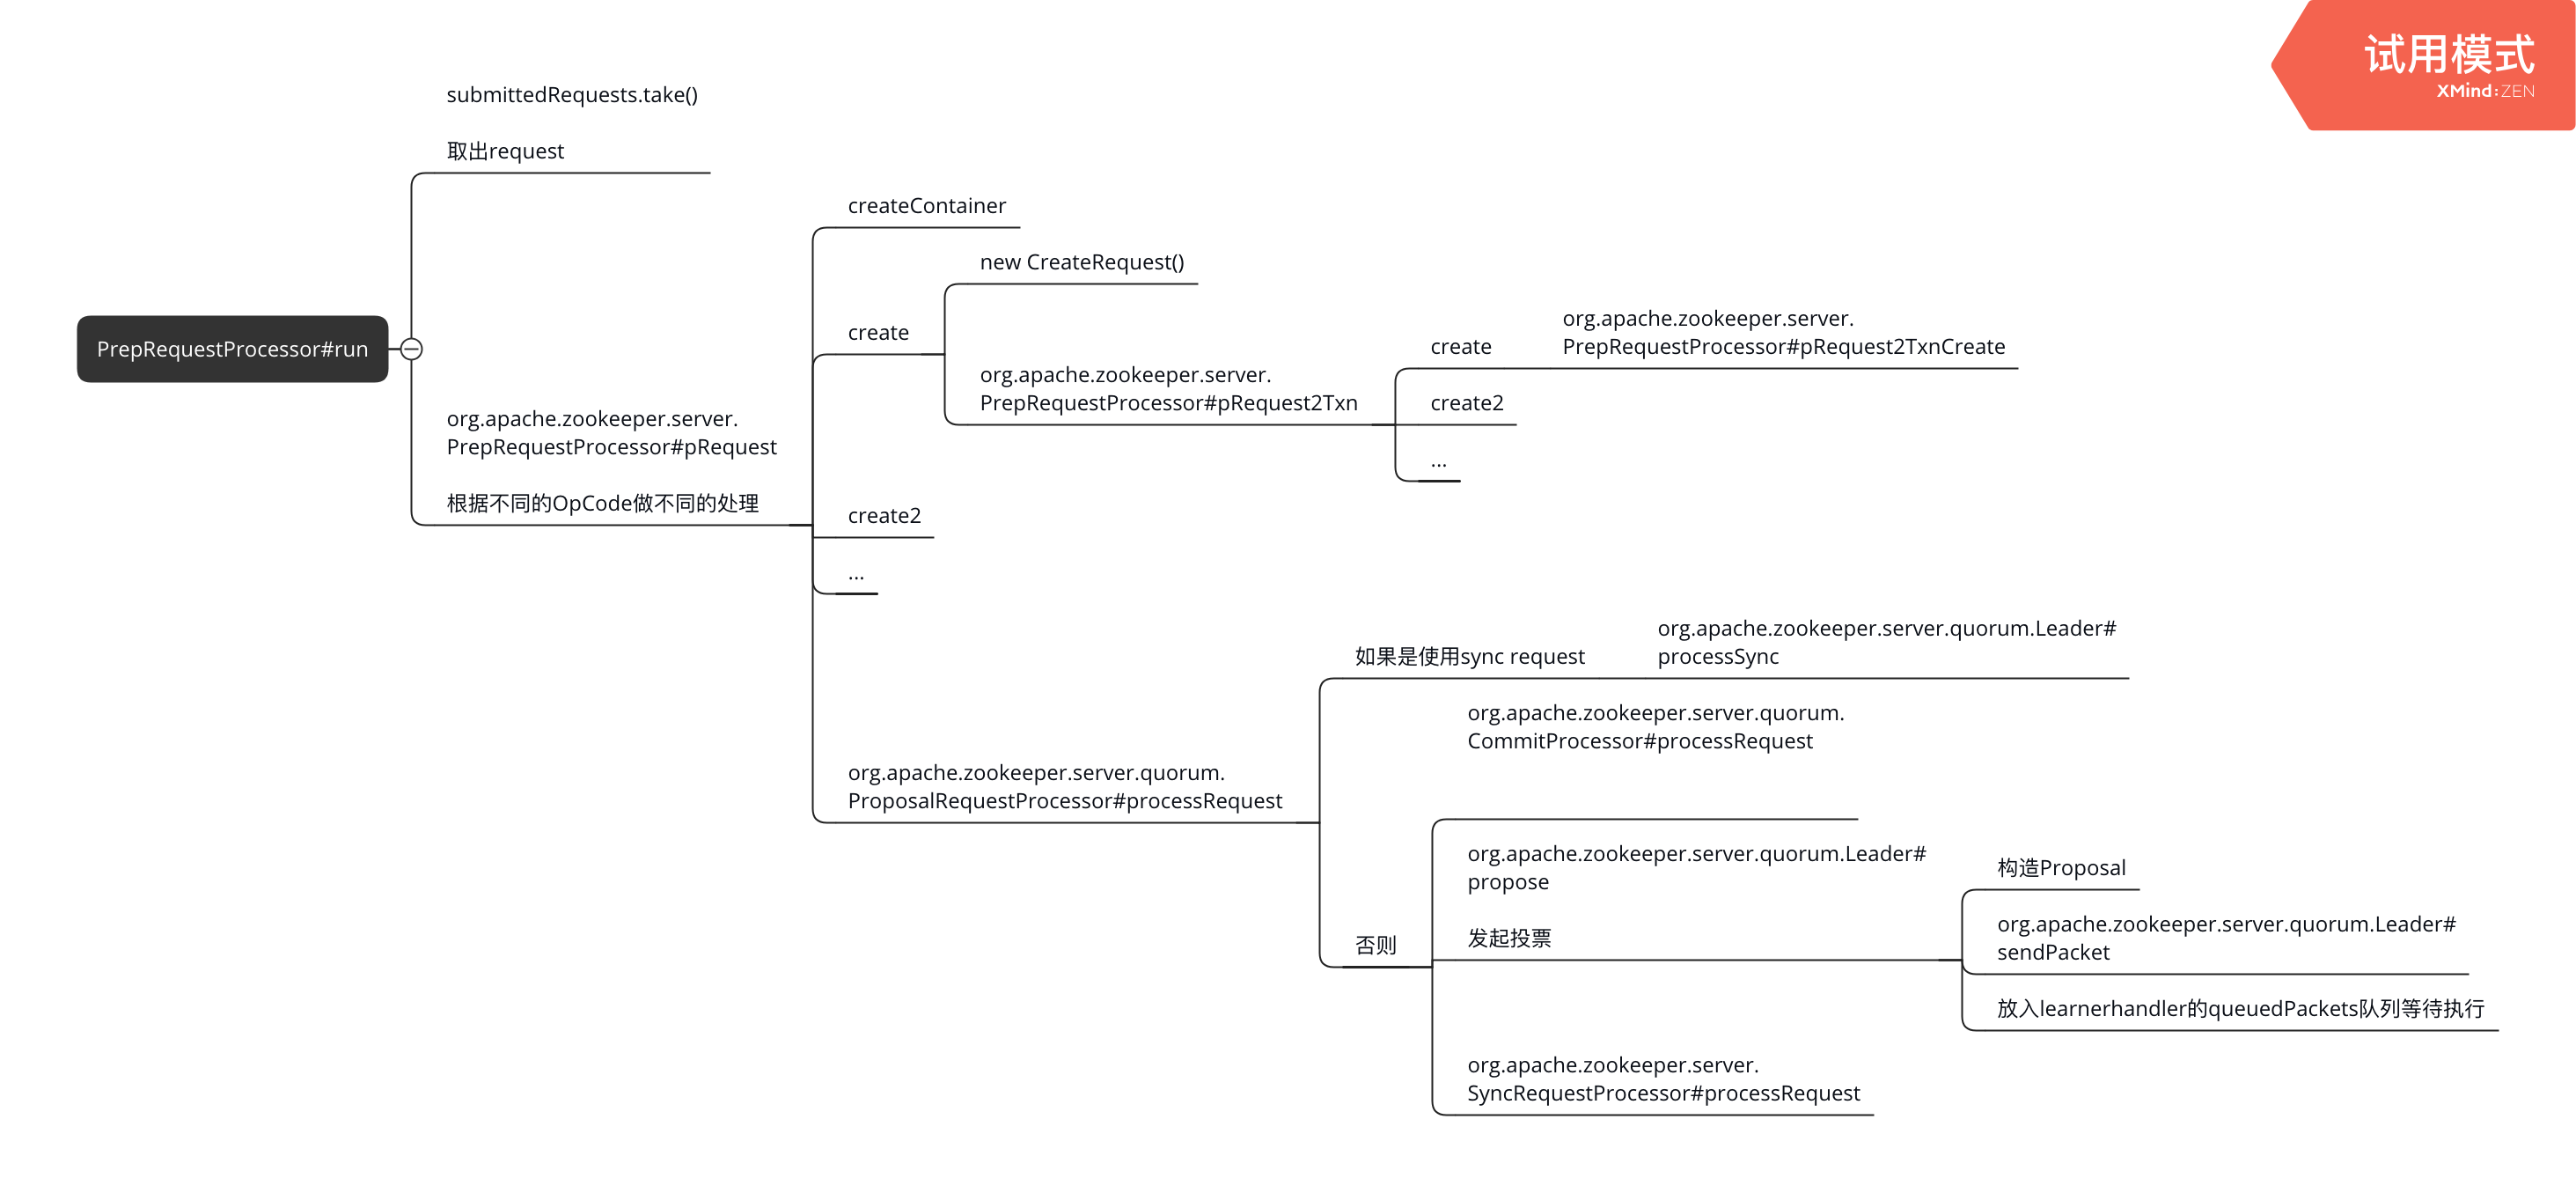 试用模式
XMind:ZEN
PrepRequestProcessor#run
submittedRequests.take()
取出request
org.apache.zookeeper.server.
PrepRequestProcessor#pRequest
根据不同的OpCode做不同的处理
createContainer
create
new CreateRequest()
org.apache.zookeeper.server.
PrepRequestProcessor#pRequest2Txn
create
org.apache.zookeeper.server.
PrepRequestProcessor#pRequest2TxnCreate
create2
...
create2
...
org.apache.zookeeper.server.quorum.
ProposalRequestProcessor#processRequest
如果是使用sync request
org.apache.zookeeper.server.quorum.Leader#
processSync
否则
org.apache.zookeeper.server.quorum.
CommitProcessor#processRequest
org.apache.zookeeper.server.quorum.Leader#
propose
发起投票
构造Proposal
org.apache.zookeeper.server.quorum.Leader#
sendPacket
放入learnerhandler的queuedPackets队列等待执行
org.apache.zookeeper.server.
SyncRequestProcessor#processRequest